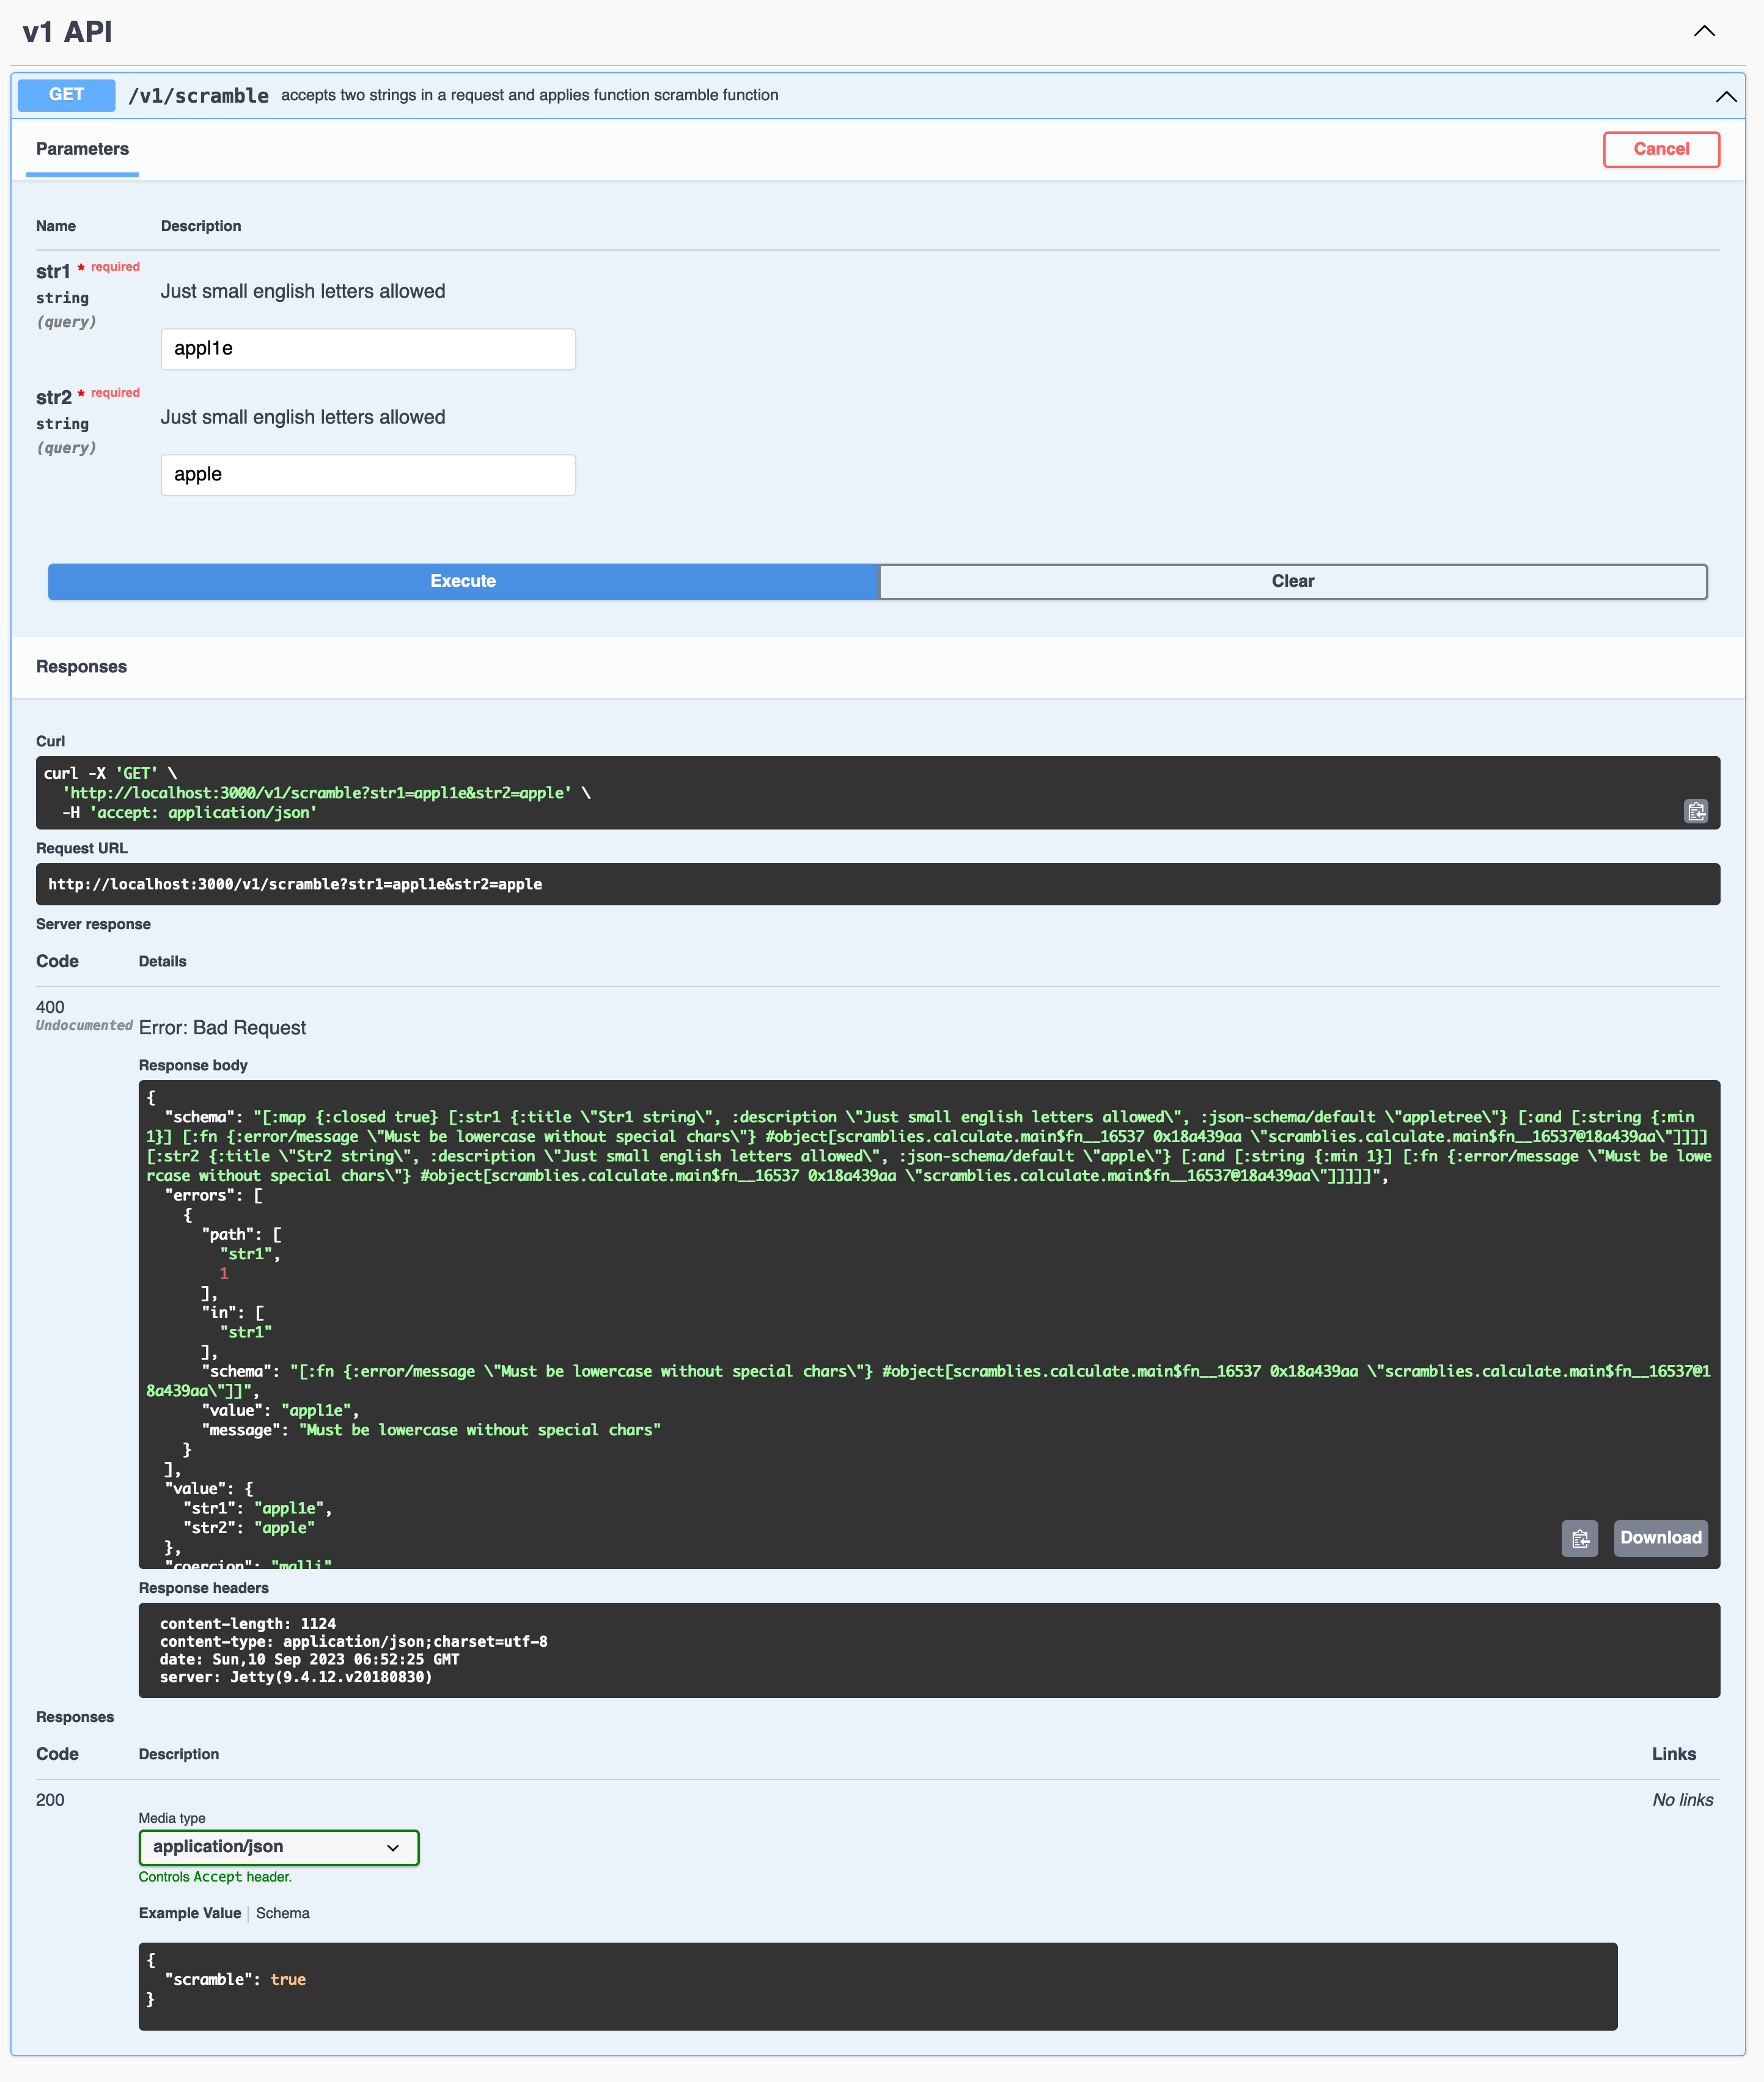 v1 API
GET /v1/scramble accepts two strings in a request and applies function scramble function
Parameters Cancel
Name Description
str1 * required
string
(query)
Just small english letters allowed
appl1e
str2 * required
string
(query)
Just small english letters allowed
apple
Execute Clear
Responses
Curl
curl -X 'GET' \
  'http://localhost:3000/v1/scramble?str1=appl1e&str2=apple' \
  -H 'accept: application/json'
Request URL
http://localhost:3000/v1/scramble?str1=appl1e&str2=apple
Server response
Code Details
400
Undocumented
Error: Bad Request
Response body
{
  "schema": "[:map {:closed true} [:str1 {:title \"Str1 string\", :description \"Just small english letters allowed\", :json-schema/default \"appletree\"} [:and [:string {:min
1}] [:fn {:error/message \"Must be lowercase without special chars\"} #object[scramblies.calculate.main$fn__16537 0x18a439aa \"scramblies.calculate.main$fn__16537@18a439aa\"]]]]
[:str2 {:title \"Str2 string\", :description \"Just small english letters allowed\", :json-schema/default \"apple\"} [:and [:string {:min 1}] [:fn {:error/message \"Must be lowe
rcase without special chars\"} #object[scramblies.calculate.main$fn__16537 0x18a439aa \"scramblies.calculate.main$fn__16537@18a439aa\"]]]]]",
  "errors": [
    {
      "path": [
        "str1",
        1
      ],
      "in": [
        "str1"
      ],
      "schema": "[:fn {:error/message \"Must be lowercase without special chars\"} #object[scramblies.calculate.main$fn__16537 0x18a439aa \"scramblies.calculate.main$fn__16537@1
8a439aa\"]]",
      "value": "appl1e",
      "message": "Must be lowercase without special chars"
    }
  ],
  "value": {
    "str1": "appl1e",
    "str2": "apple"
  },
  "coercion": "malli",
Download
Response headers
content-length: 1124
content-type: application/json;charset=utf-8
date: Sun,10 Sep 2023 06:52:25 GMT
server: Jetty(9.4.12.v20180830)
Responses
Code Description Links
200 No links
Media type
application/json
Controls Accept header.
Example Value Schema
{
  "scramble": true
}